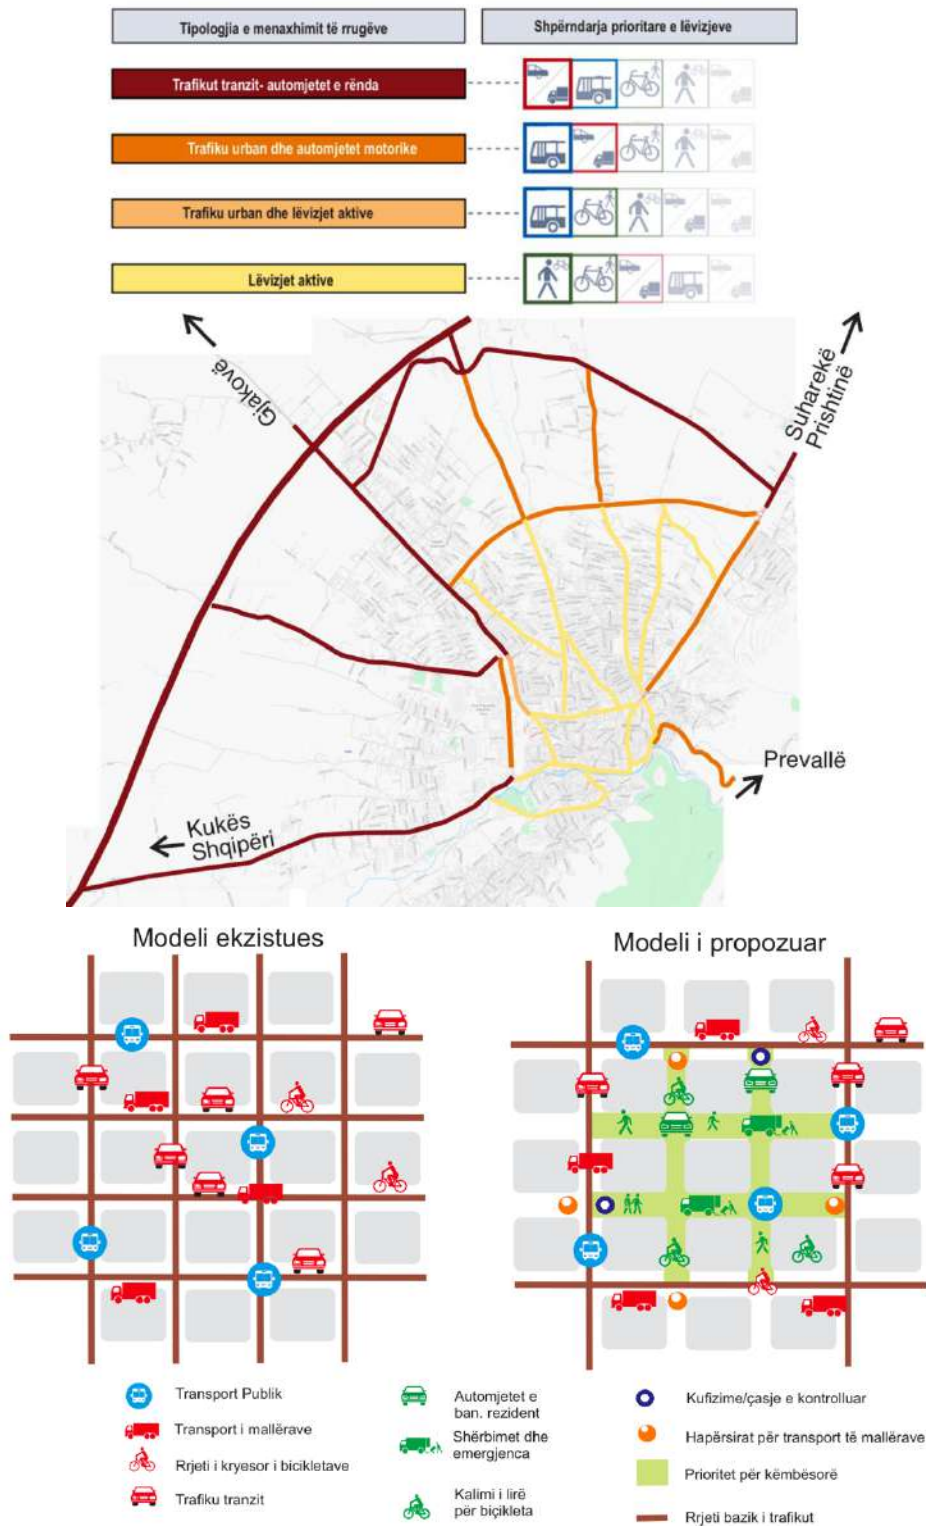 Tipologjia e menaxhimit të rrugëve
Shpërndarja prioritare e lëvizjeve
Trafikut tranzit- automjetet e rënda
Trafiku urban dhe automjetet motorike
Trafiku urban dhe lëvizjet aktive
Lëvizjet aktive
Gjakovë
Suharekë
Prishtinë
Prevallë
Kukës
Shqipëri
Modeli ekzistues
Modeli i propozuar
Transport Publik
Transport i mallërave
Rrjeti i kryesor i bicikletave
Trafiku tranzit
Automjetet e
ban. rezident
Shërbimet dhe
emergjenca
Kalimi i lirë
për biçikleta
Kufizime/çasje e kontrolluar
Hapërsirat për transport të mallërave
Prioritet për këmbësorë
Rrjeti bazik i trafikut